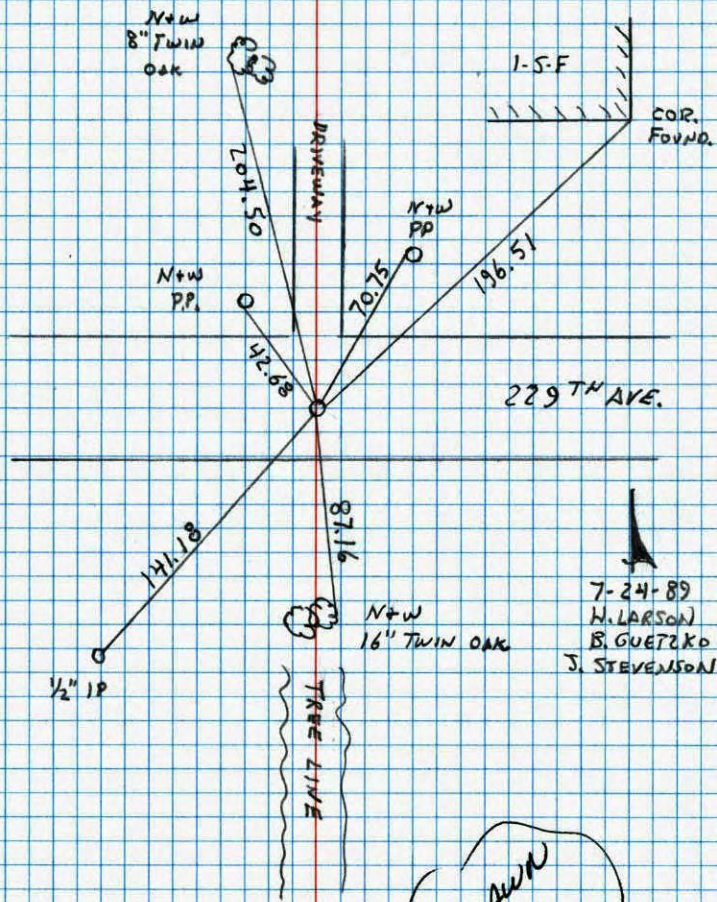 N+W
8" TWIN
OAK
1-S-F
COR.
FOUND.
DRIVEWAY
204.50
N+W
PP
196.51
70.75
N+W
P.P.
42.68
229TH AVE.
87.16
141.18
7-24-89
W. LARSON
B. GUETZKO
J. STEVENSON
N+W
16" TWIN OAK
1/2" IP
TREE LINE